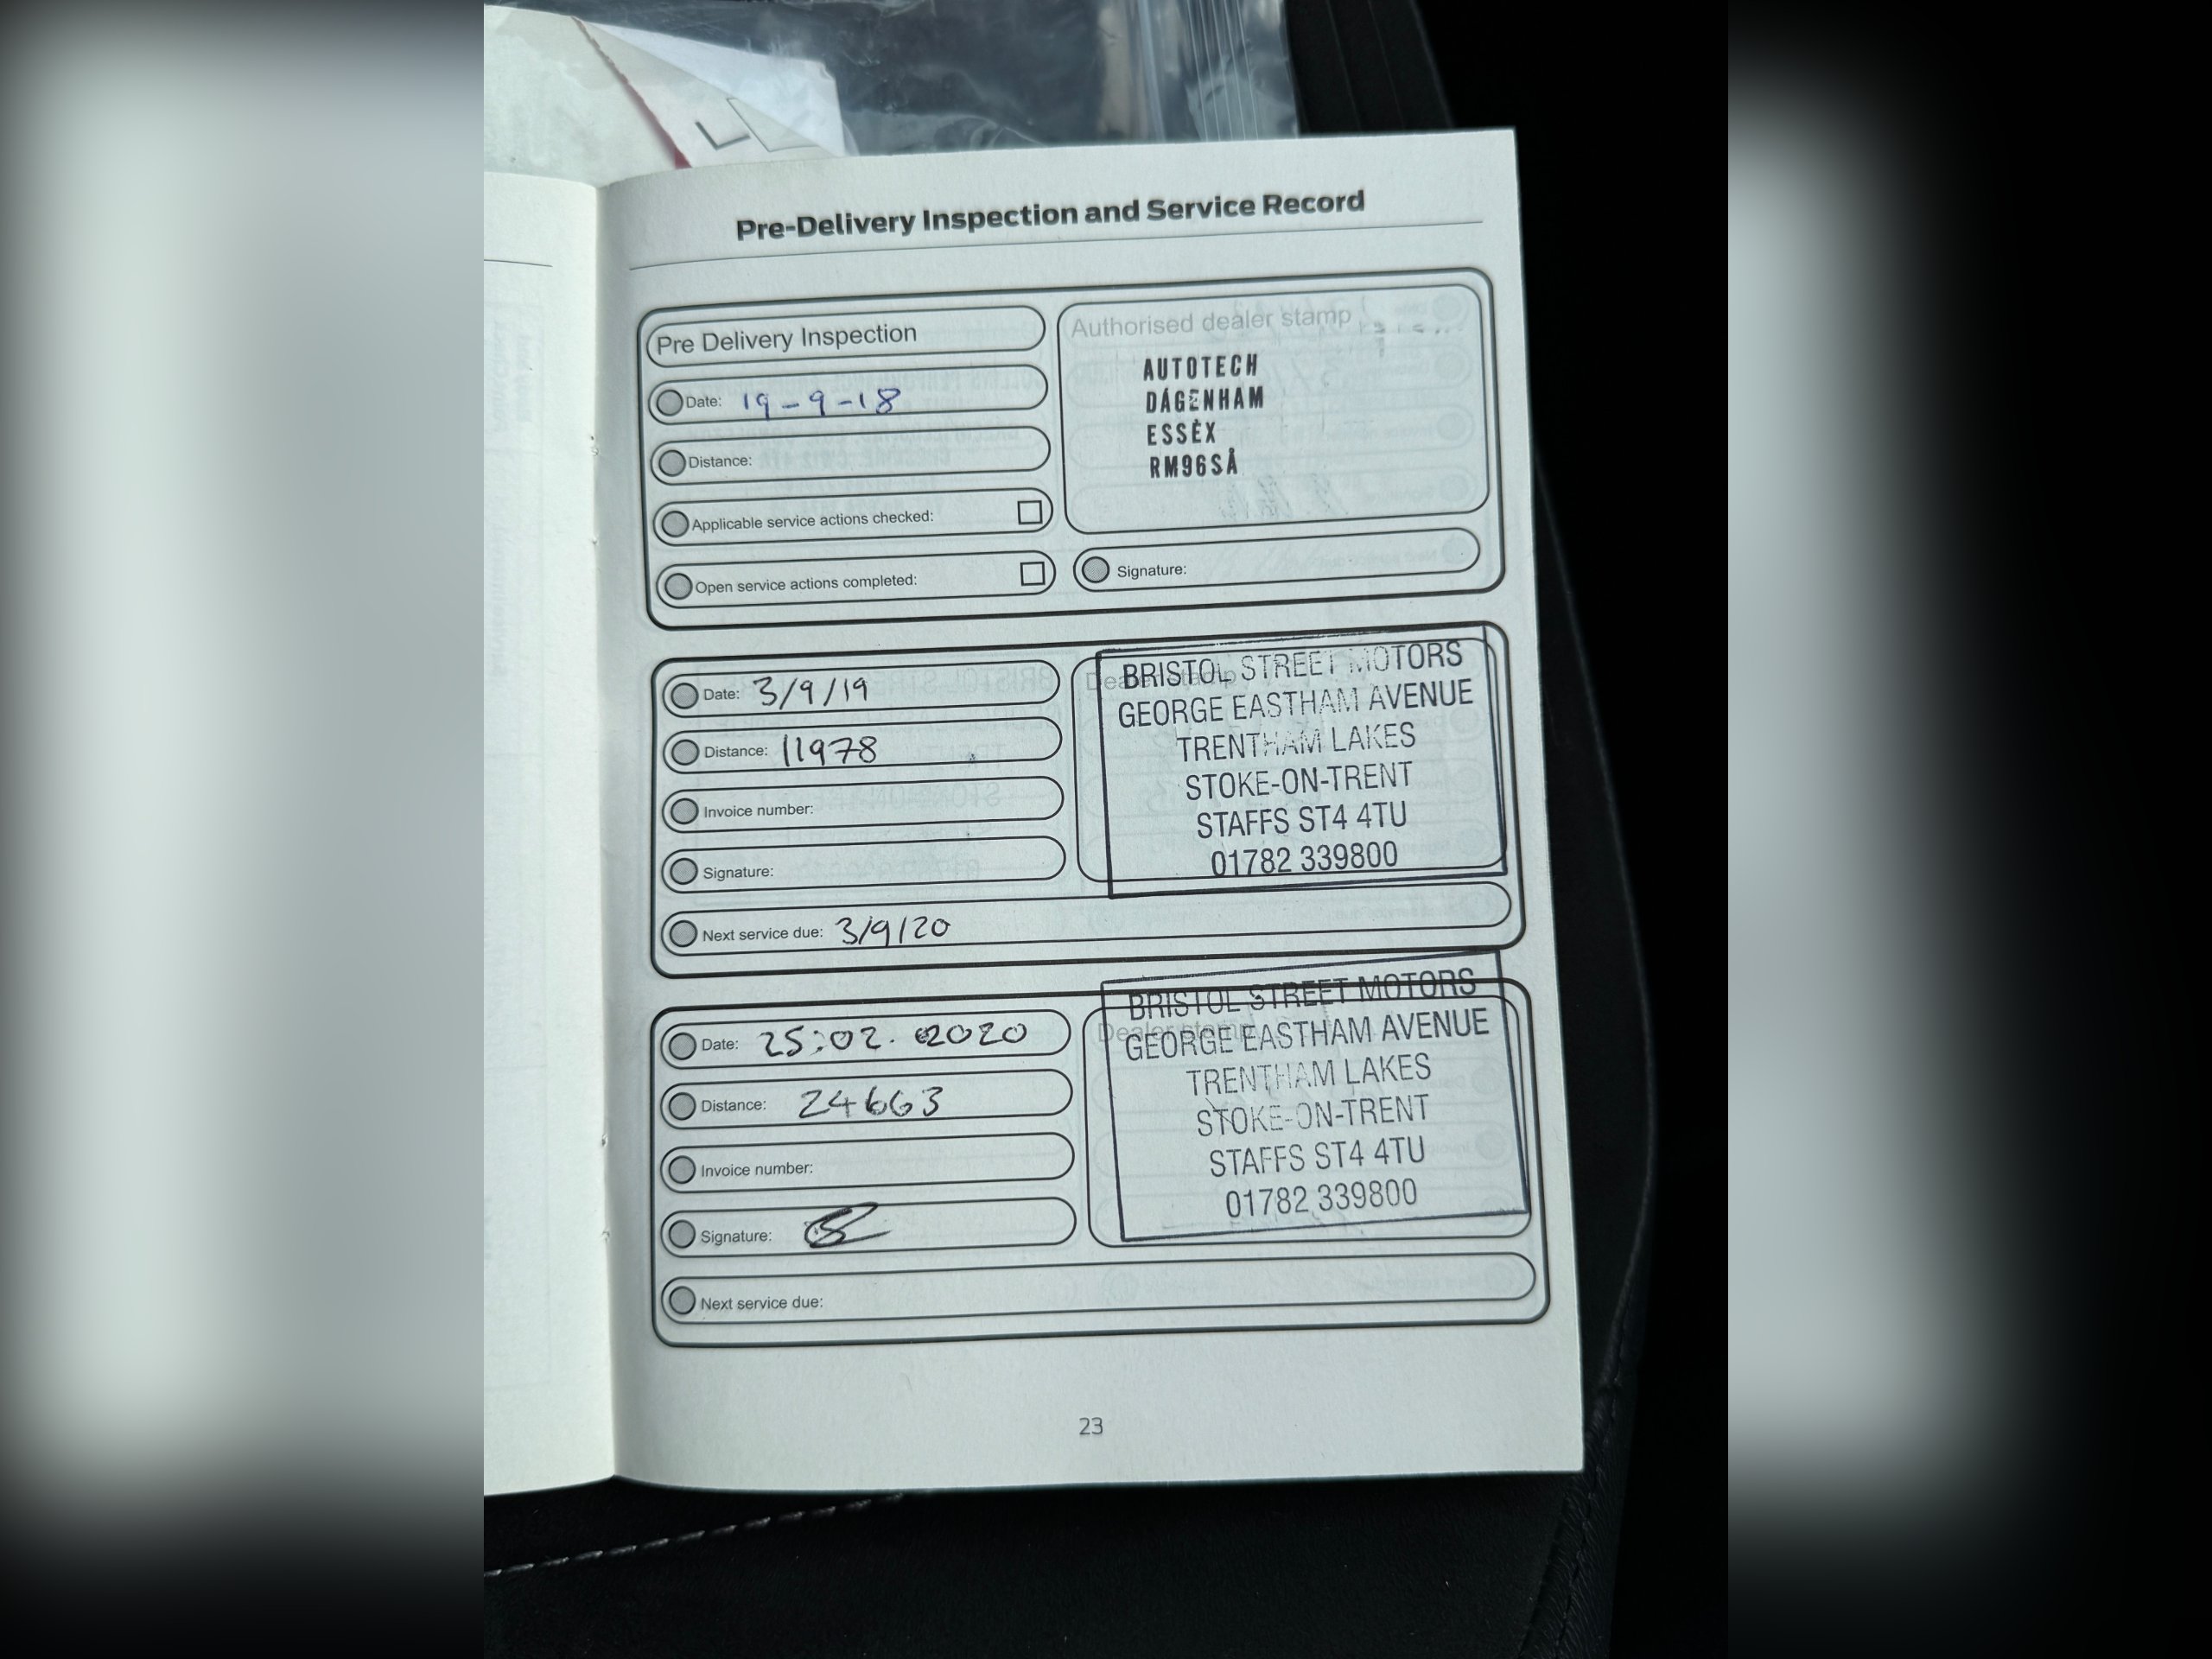 Pre-Delivery Inspection and Service Record
Pre Delivery Inspection
Date: 19-9-18
Distance:
Applicable service actions checked:
Open service actions completed:
Authorised dealer stamp
AUTOTECH
DAGENHAM
ESSEX
RM96SA
Signature:
Date: 3/9/19
Distance: 11978
Invoice number:
Signature:
Next service due: 3/9/20
Dealer stamp
BRISTOL STREET MOTORS
GEORGE EASTHAM AVENUE
TRENTHAM LAKES
STOKE-ON-TRENT
STAFFS ST4 4TU
01782 339800
Date: 25:02.2020
Distance: 24663
Invoice number:
Signature:
Next service due:
Dealer stamp
BRISTOL STREET MOTORS
GEORGE EASTHAM AVENUE
TRENTHAM LAKES
STOKE-ON-TRENT
STAFFS ST4 4TU
01782 339800
23